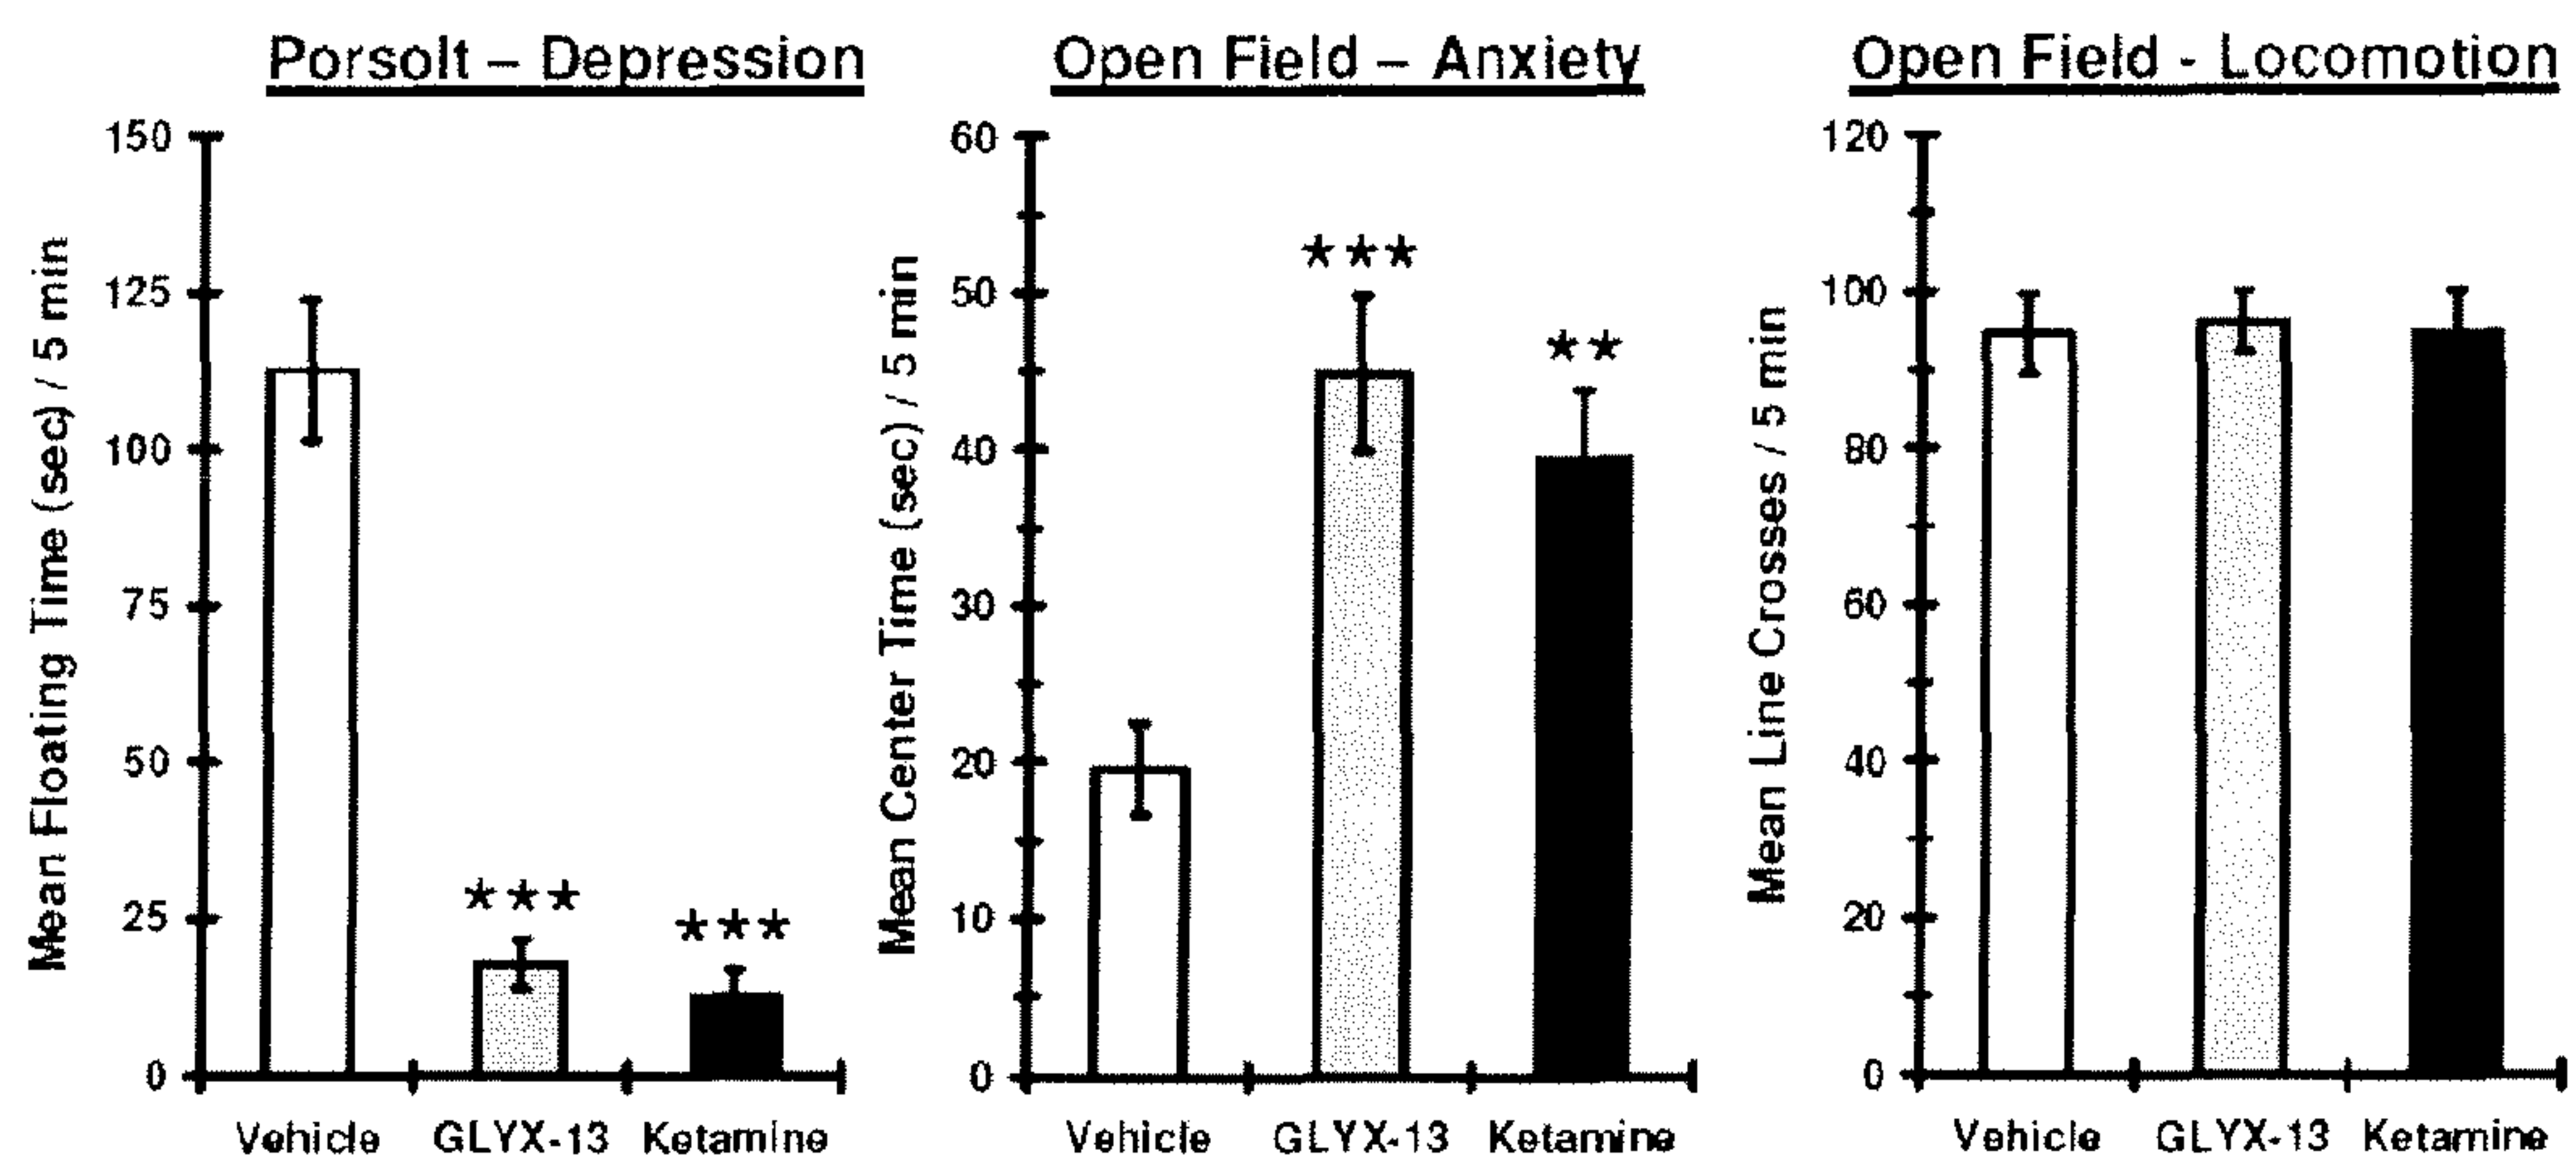 Porsolt – Depression
Mean Floating Time (sec) / 5 min
150
125
100
75
50
25
0
***
***
Vehicle GLYX-13 Ketamine
Open Field – Anxiety
Mean Center Time (sec) / 5 min
60
50
40
30
20
10
0
***
**
Vehicle GLYX-13 Ketamine
Open Field - Locomotion
Mean Line Crosses / 5 min
120
100
80
60
40
20
0
Vehicle GLYX-13 Ketamine